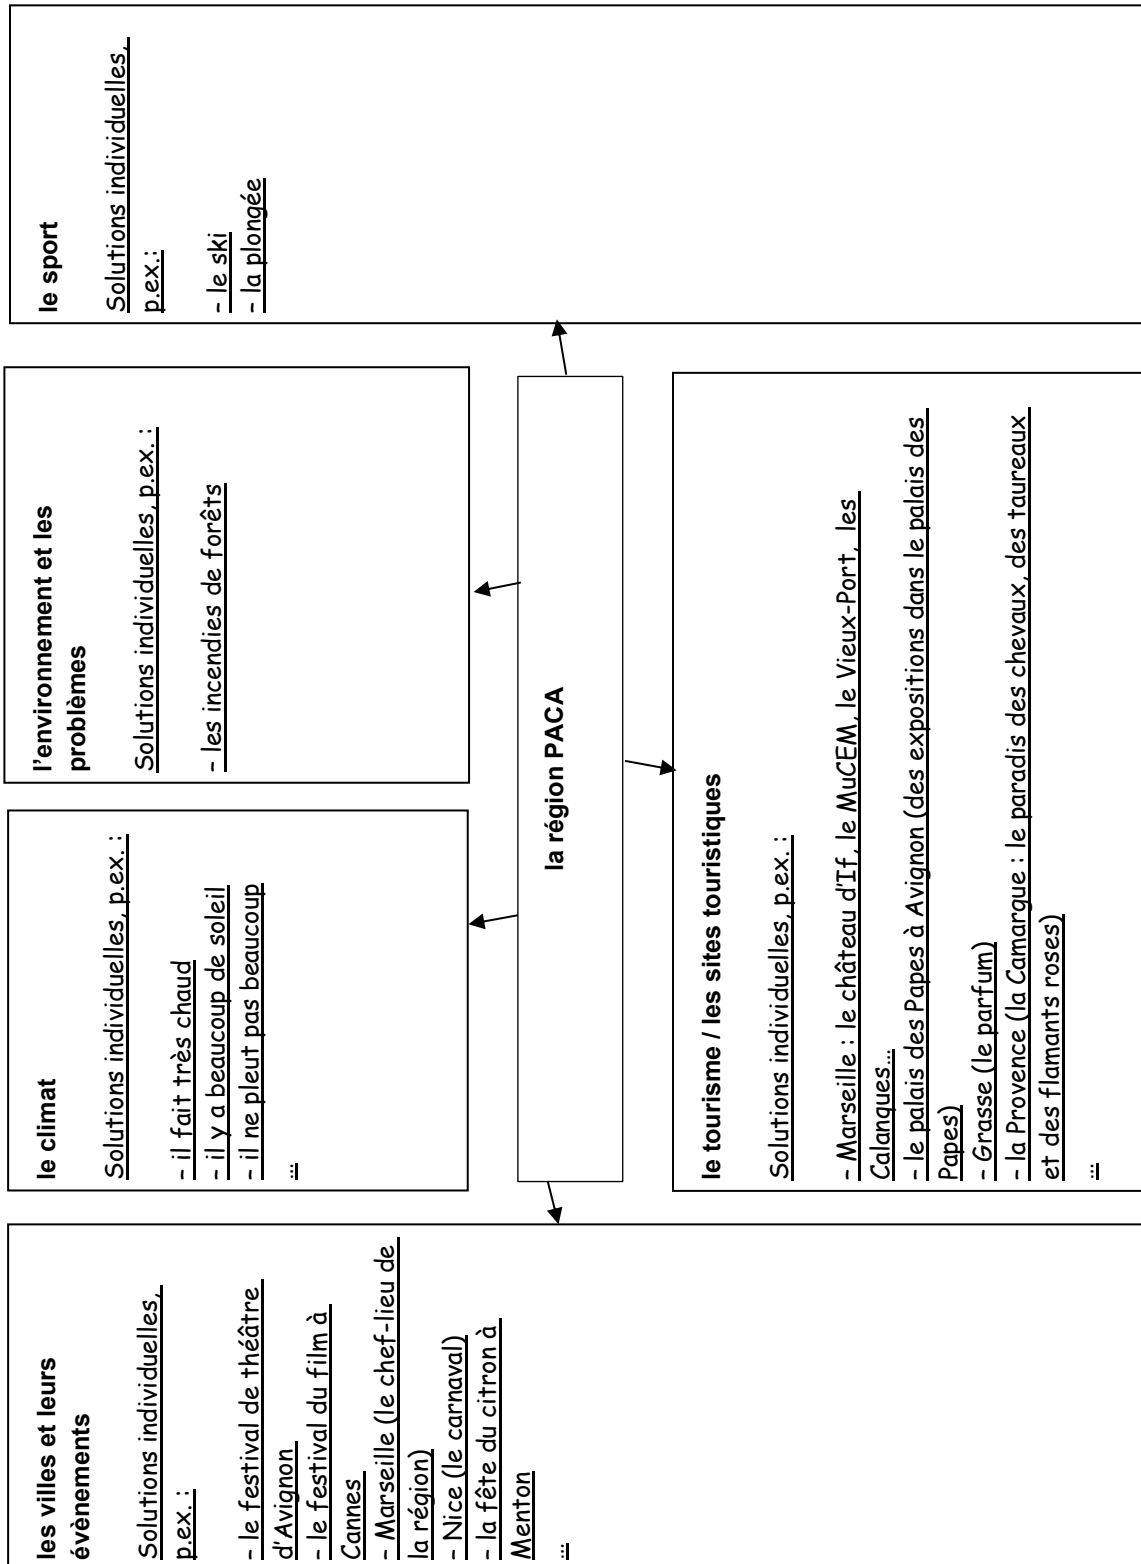 les villes et leurs
évènements
Solutions individuelles,
p.ex. :
- le festival de théâtre
d'Avignon
- le festival du film à
Cannes
- Marseille (le chef-lieu de
la région)
- Nice (le carnaval)
- la fête du citron à
Menton
…
le climat
Solutions individuelles, p.ex. :
- il fait très chaud
- il y a beaucoup de soleil
- il ne pleut pas beaucoup
…
l'environnement et les
problèmes
Solutions individuelles, p.ex. :
- les incendies de forêts
le sport
Solutions individuelles,
p.ex.:
- le ski
- la plongée
la région PACA
le tourisme / les sites touristiques
Solutions individuelles, p.ex. :
- Marseille : le château d'If, le MuCEM, le Vieux-Port, les
Calanques…
- le palais des Papes à Avignon (des expositions dans le palais des
Papes)
- Grasse (le parfum)
- la Provence (la Camargue : le paradis des chevaux, des taureaux
et des flamants roses)
…